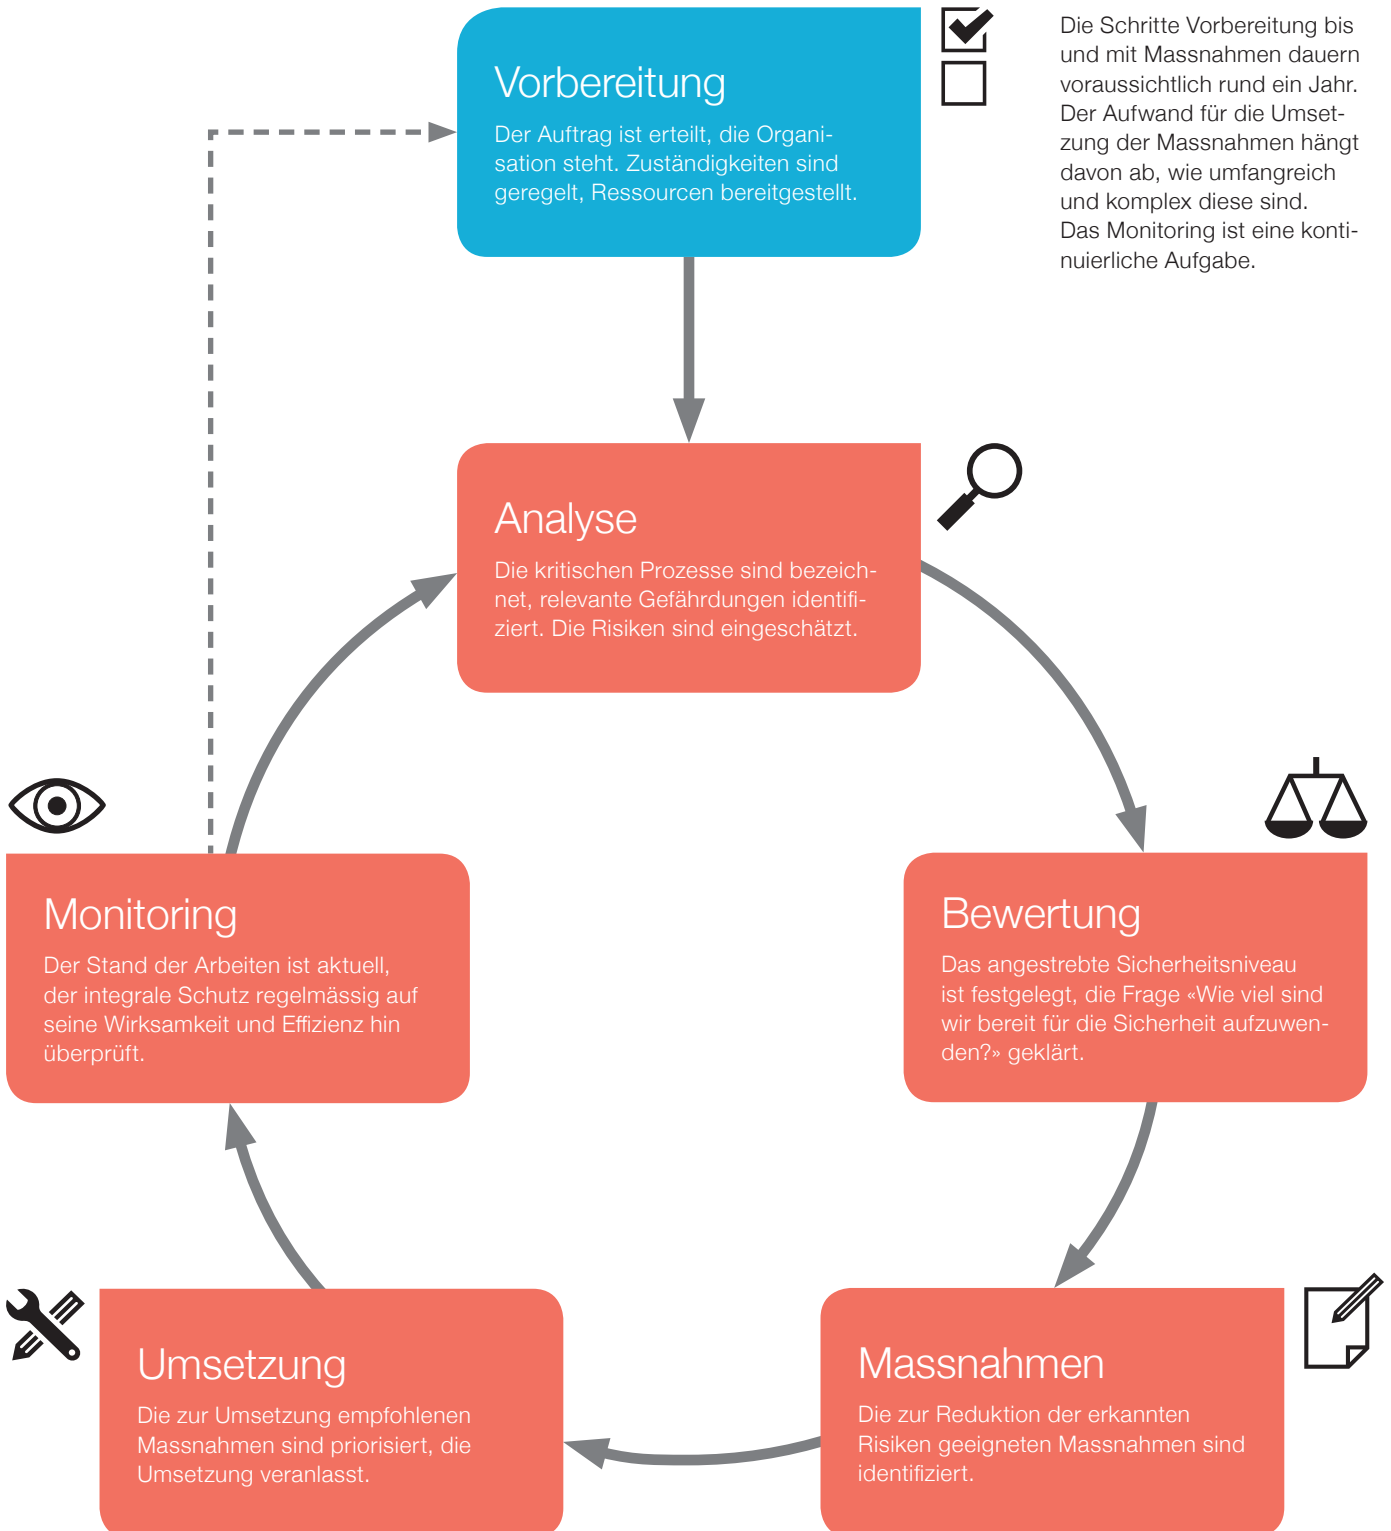 Vorbereitung
Der Auftrag ist erteilt, die Organi-
sation steht. Zuständigkeiten sind
geregelt, Ressourcen bereitgestellt.
Die Schritte Vorbereitung bis
und mit Massnahmen dauern
voraussichtlich rund ein Jahr.
Der Aufwand für die Umset-
zung der Massnahmen hängt
davon ab, wie umfangreich
und komplex diese sind.
Das Monitoring ist eine konti-
nuierliche Aufgabe.
Analyse
Die kritischen Prozesse sind bezeich-
net, relevante Gefährdungen identifi-
ziert. Die Risiken sind eingeschätzt.
Monitoring
Der Stand der Arbeiten ist aktuell,
der integrale Schutz regelmässig auf
seine Wirksamkeit und Effizienz hin
überprüft.
Bewertung
Das angestrebte Sicherheitsniveau
ist festgelegt, die Frage «Wie viel sind
wir bereit für die Sicherheit aufzuwen-
den?» geklärt.
Umsetzung
Die zur Umsetzung empfohlenen
Massnahmen sind priorisiert, die
Umsetzung veranlasst.
Massnahmen
Die zur Reduktion der erkannten
Risiken geeigneten Massnahmen sind
identifiziert.